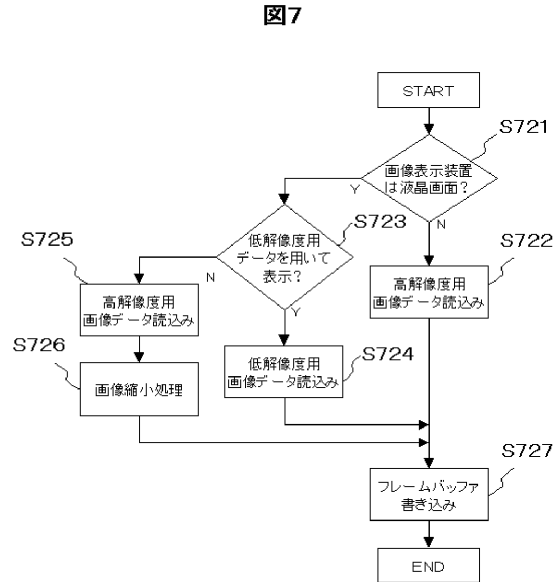 図7
START
S721
画像表示装置
は液晶画面?
Y
N
S723
低解像度用
データを用いて
表示?
N
Y
S725
高解像度用
画像データ読込み
S722
高解像度用
画像データ読込み
S726
画像縮小処理
S724
低解像度用
画像データ読込み
S727
フレームバッファ
書き込み
END